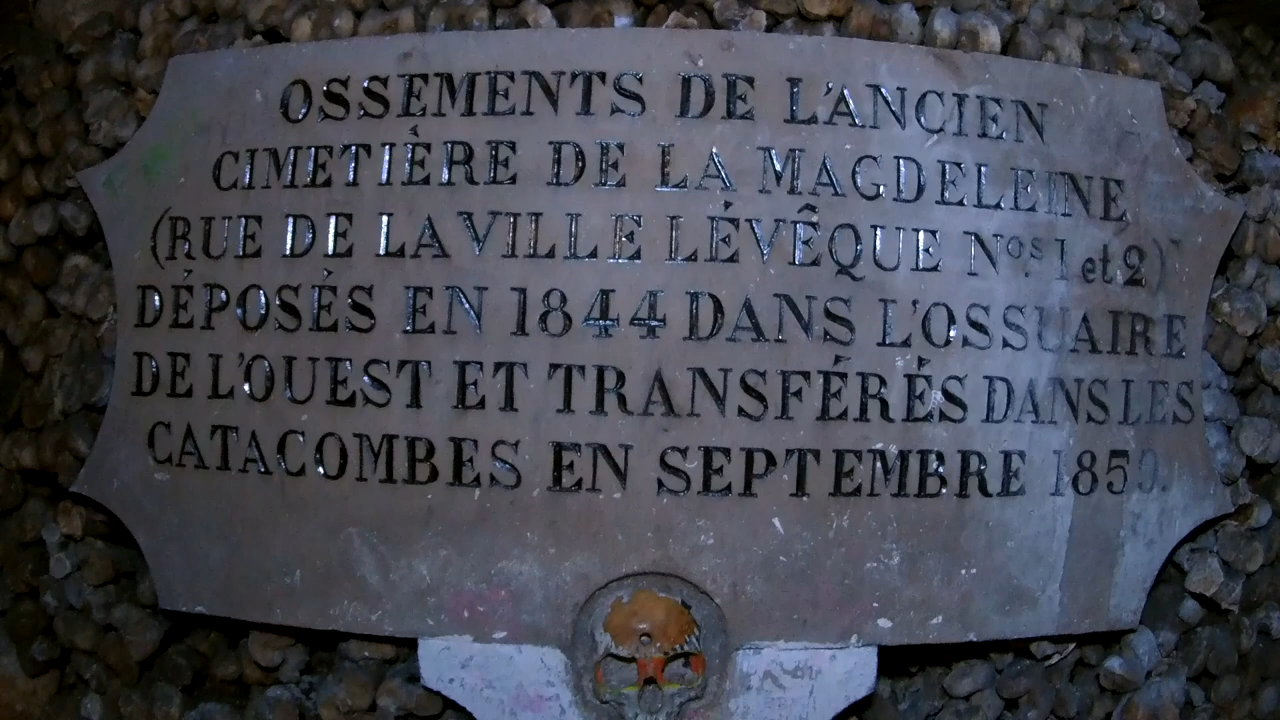 OSSEMENTS DE L'ANCIEN
CIMETIÈRE DE LA MAGDELEINE
(RUE DE LA VILLE LÉVÊQUE Nos. 1 et 2)
DÉPOSÉS EN 1844 DANS L'OSSUAIRE
DE L'OUEST ET TRANSFÉRÉS DANS LES
CATACOMBES EN SEPTEMBRE